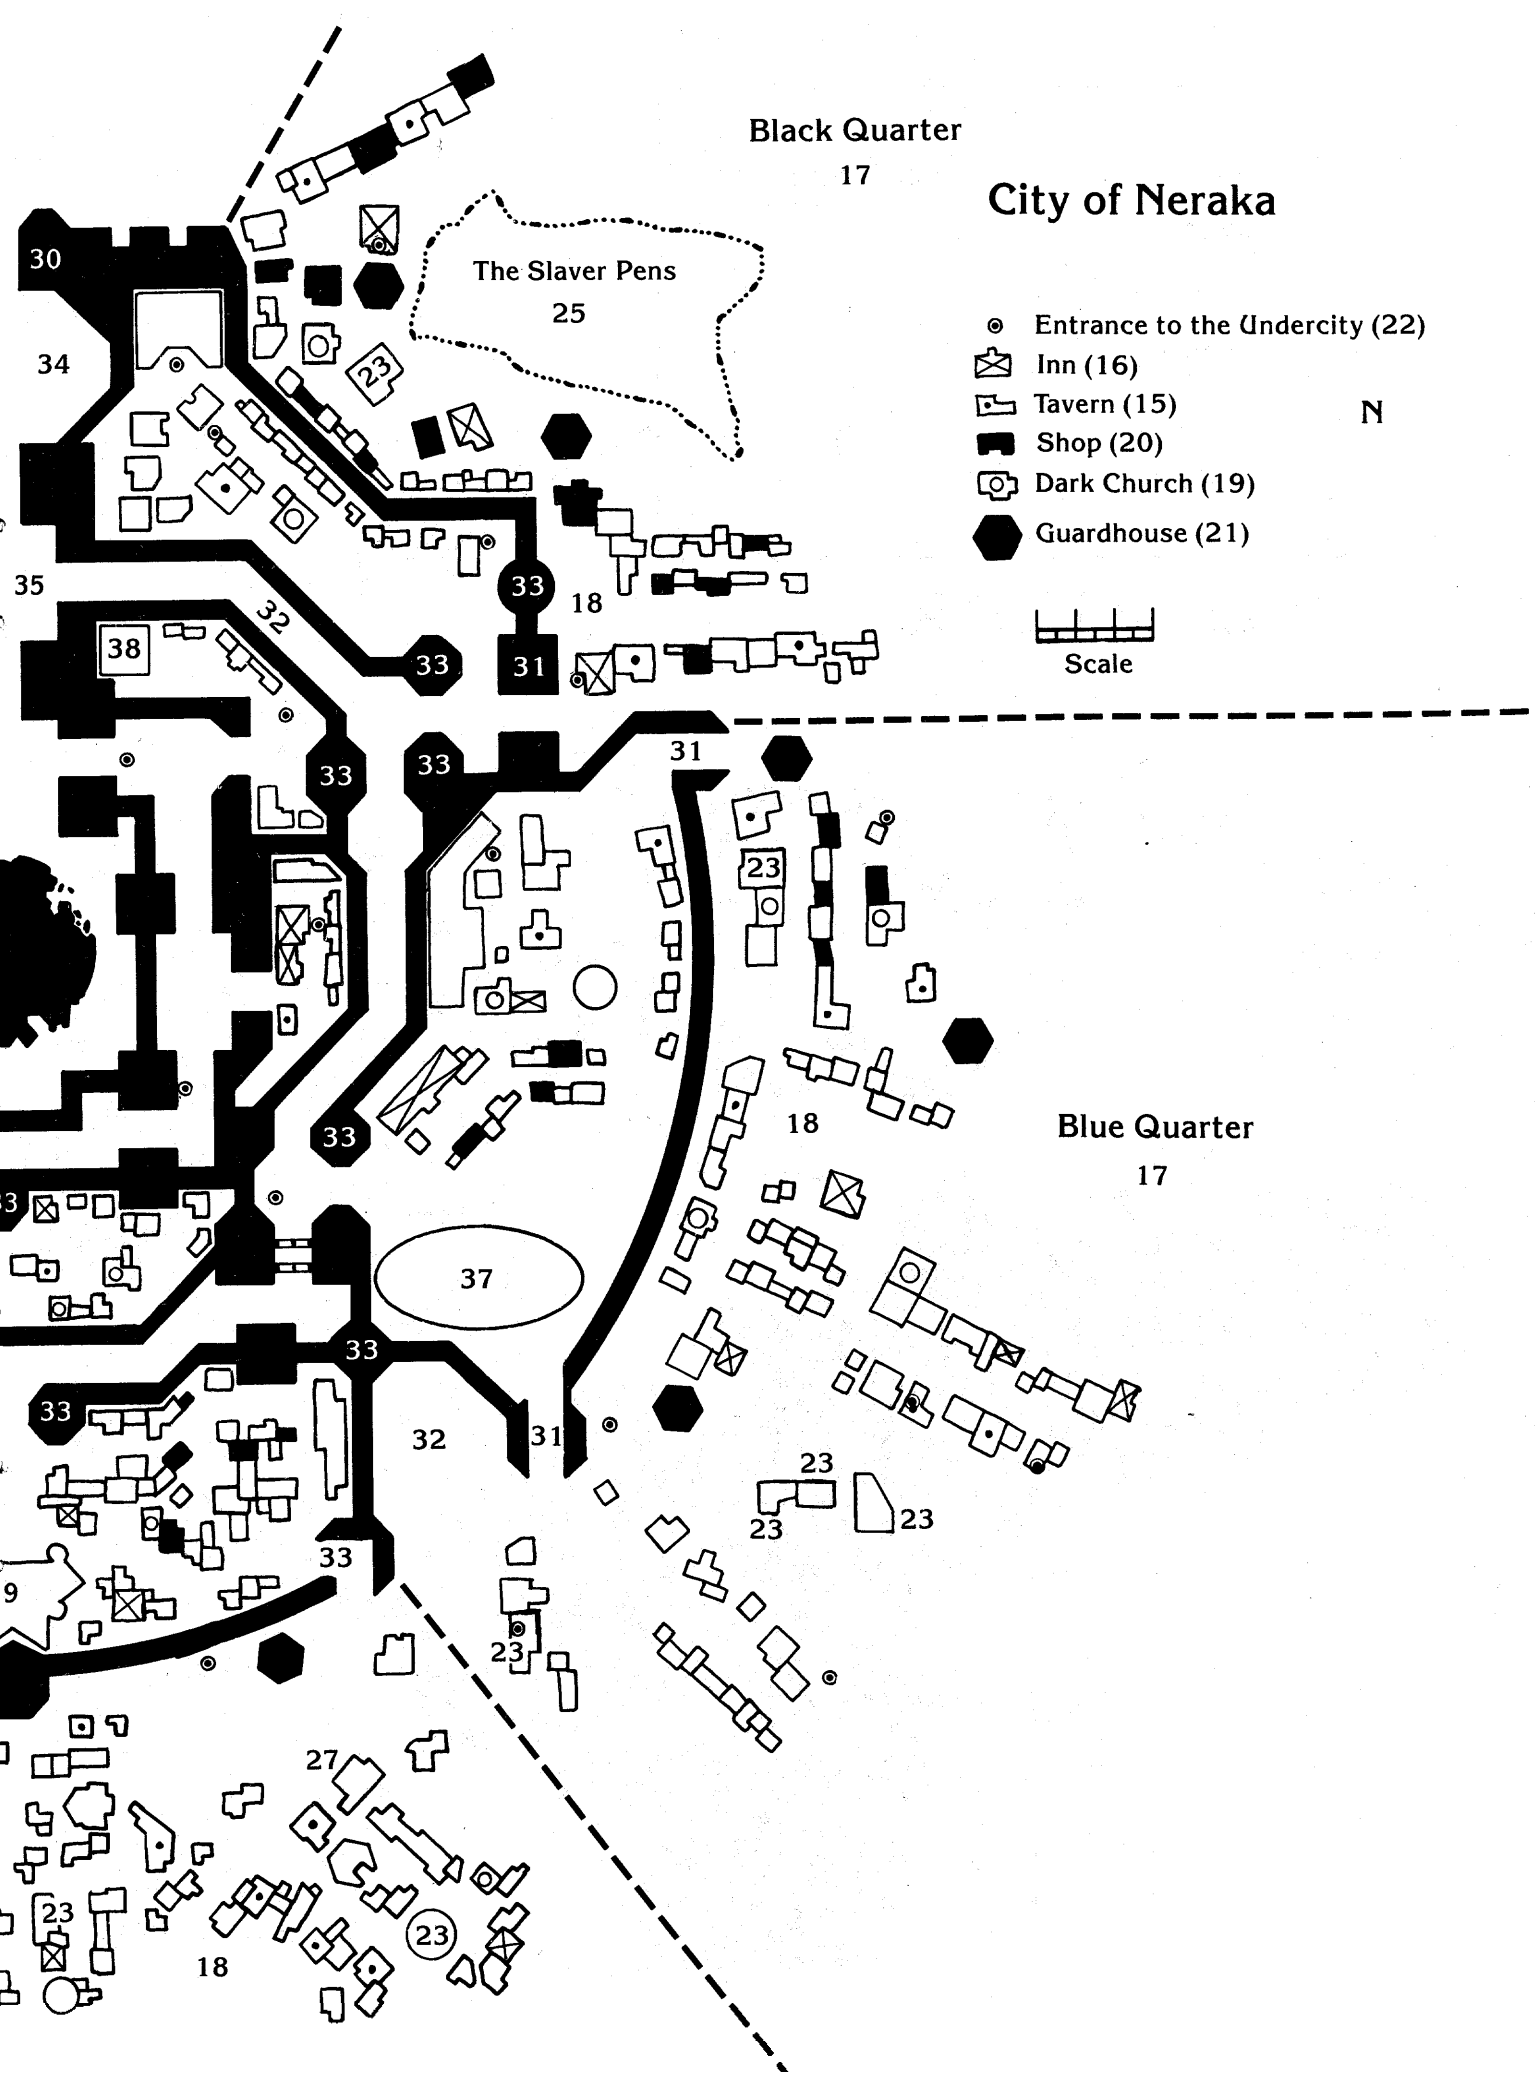 Black Quarter
17
City of Neraka
30
The Slaver Pens
25
34
23
Entrance to the Undercity (22)
Inn (16)
Tavern (15)
N
Shop (20)
Dark Church (19)
Guardhouse (21)
35
33
18
32
38
33
31
Scale
31
33
33
23
18
Blue Quarter
17
33
37
33
33
32
31
23
23
23
33
9
23
27
23
23
18